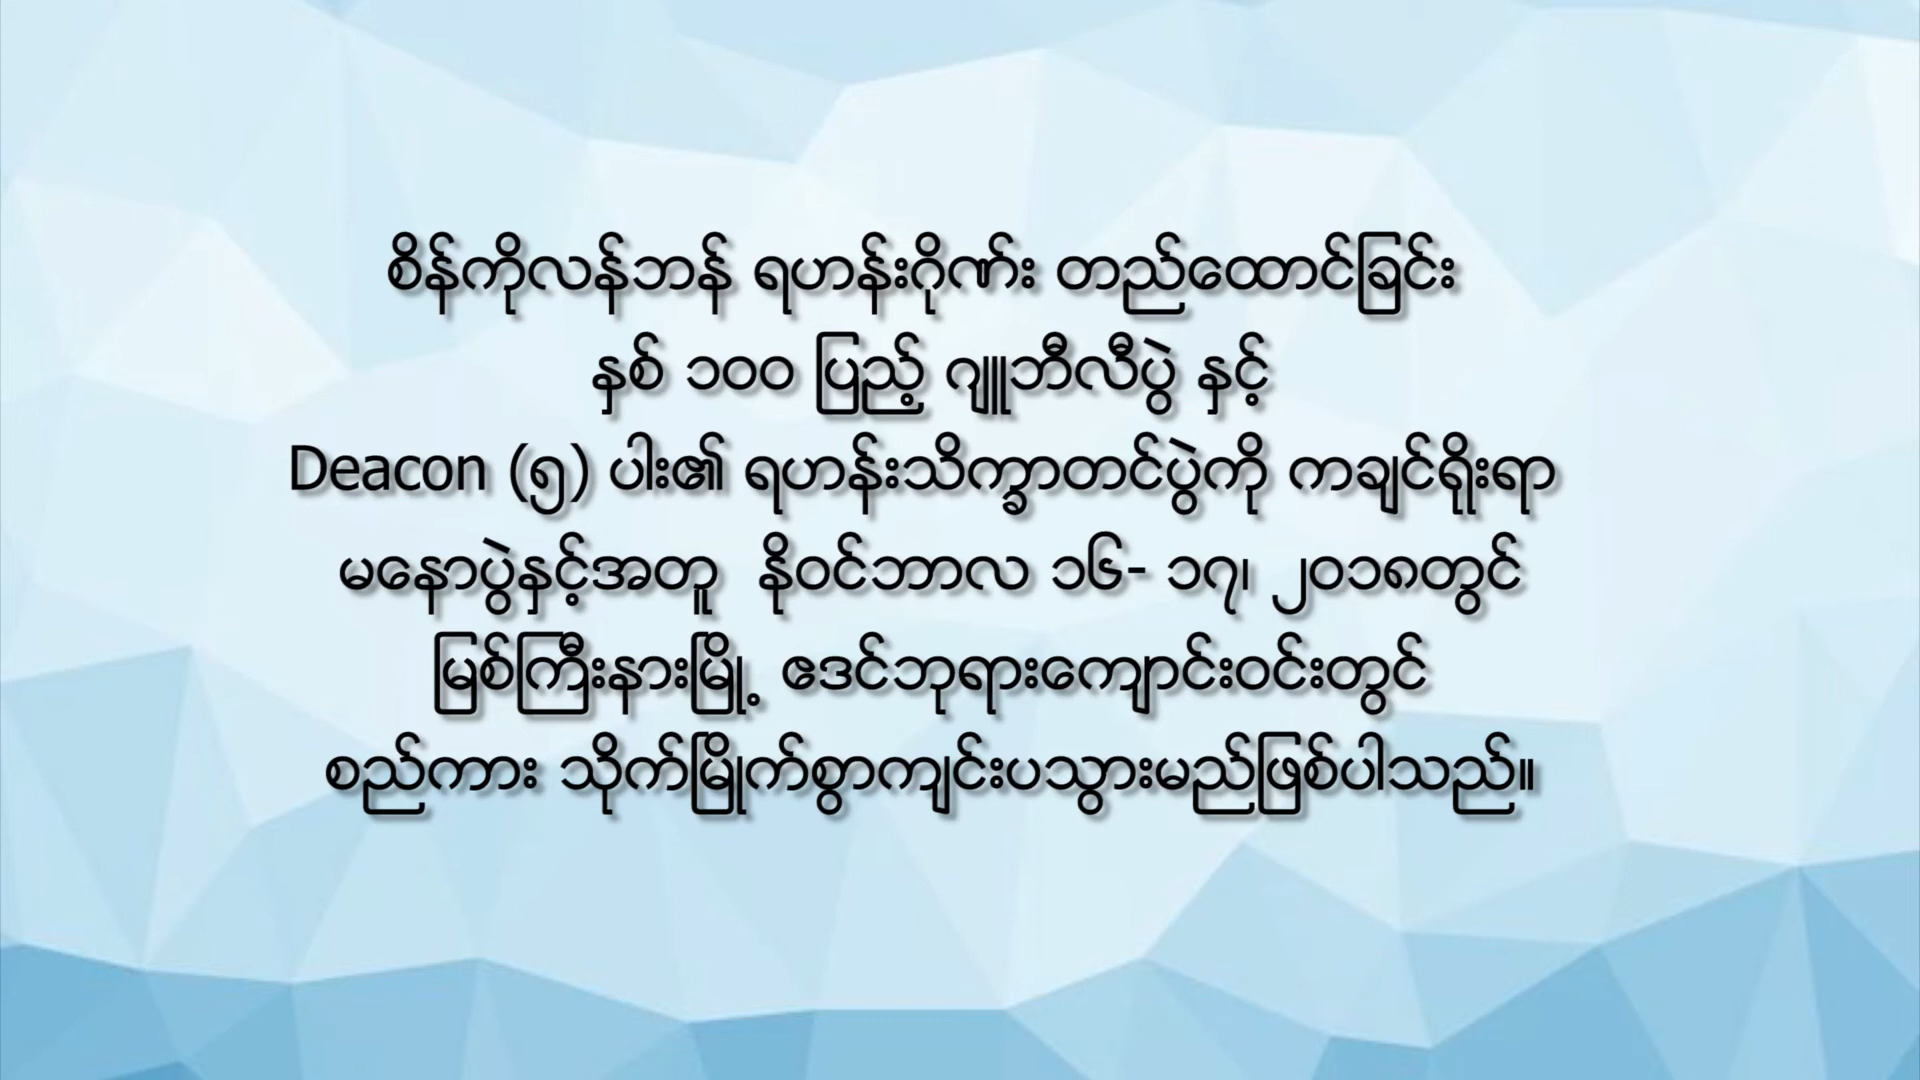 စိန်ကိုလန်ဘန် ရဟန်းဂိုဏ်း တည်ထောင်ခြင်း
နှစ် ၁၀၀ ပြည့် ဂျူဘီလီပွဲ နှင့်
Deacon (၅) ပါး၏ ရဟန်းသိက္ခာတင်ပွဲကို ကချင်ရိုးရာ
မနောပွဲနှင့်အတူ နိုဝင်ဘာလ ၁၆- ၁၇၊ ၂၀၁၈တွင်
မြစ်ကြီးနားမြို့ ဧဒင်ဘုရားကျောင်းဝင်းတွင်
စည်ကား သိုက်မြိုက်စွာကျင်းပသွားမည်ဖြစ်ပါသည်။